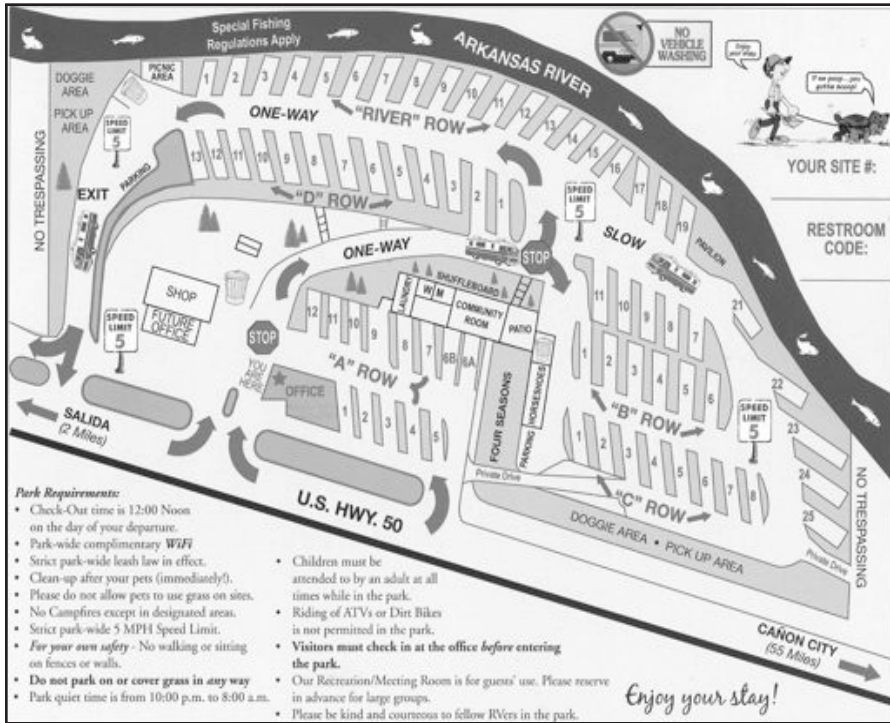 Special Fishing
Regulations Apply
ARKANSAS RIVER
NO
VEHICLE
WASHING
Enjoy
your stay!
If we poop... you
gotta scoop!
YOUR SITE #:
RESTROOM
CODE:
DOGGIE
AREA
PICK UP
AREA
PICNIC
AREA
NO TRESPASSING
SPEED
LIMIT
5
PARKING
EXIT
ONE-WAY
1 2 3 4 5 6 7 8 9 10 11 12 13 14 15 16 17 18 19
"RIVER" ROW
PAVILION
21
22
23
24
25
13 12 11 10 9 8 7 6 5 4 3 2 1
"D" ROW
ONE-WAY
STOP
SPEED
LIMIT
5
SLOW
SHOP
FUTURE
OFFICE
SPEED
LIMIT
5
STOP
YOU
ARE
HERE
OFFICE
LAUNDRY
W M
SHUFFLEBOARD
COMMUNITY
ROOM
PATIO
12 11 10 9 8 7 6B 6A
"A" ROW
1 2 3 4 5
FOUR SEASONS
HORSESHOES
PARKING
11 10 9 8 7
1 2 3 4 5 6
"B" ROW
SPEED
LIMIT
5
1 2 3 4 5 6 7 8
"C" ROW
Private Drive
DOGGIE AREA • PICK UP AREA
NO TRESPASSING
Private Drive
SALIDA
(2 Miles)
U.S. HWY. 50
CAÑON CITY
(55 Miles)
Park Requirements:
• Check-Out time is 12:00 Noon
on the day of your departure.
• Park-wide complimentary WiFi
• Strict park-wide leash law in effect.
• Clean-up after your pets (immediately!).
• Please do not allow pets to use grass on sites.
• No Campfires except in designated areas.
• Strict park-wide 5 MPH Speed Limit.
• For your own safety - No walking or sitting
on fences or walls.
• Do not park on or cover grass in any way
• Park quiet time is from 10:00 p.m. to 8:00 a.m.
• Children must be
attended to by an adult at all
times while in the park.
• Riding of ATVs or Dirt Bikes
is not permitted in the park.
• Visitors must check in at the office before entering
the park.
• Our Recreation/Meeting Room is for guests' use. Please reserve
in advance for large groups.
• Please be kind and courteous to fellow RVers in the park.
Enjoy your stay!